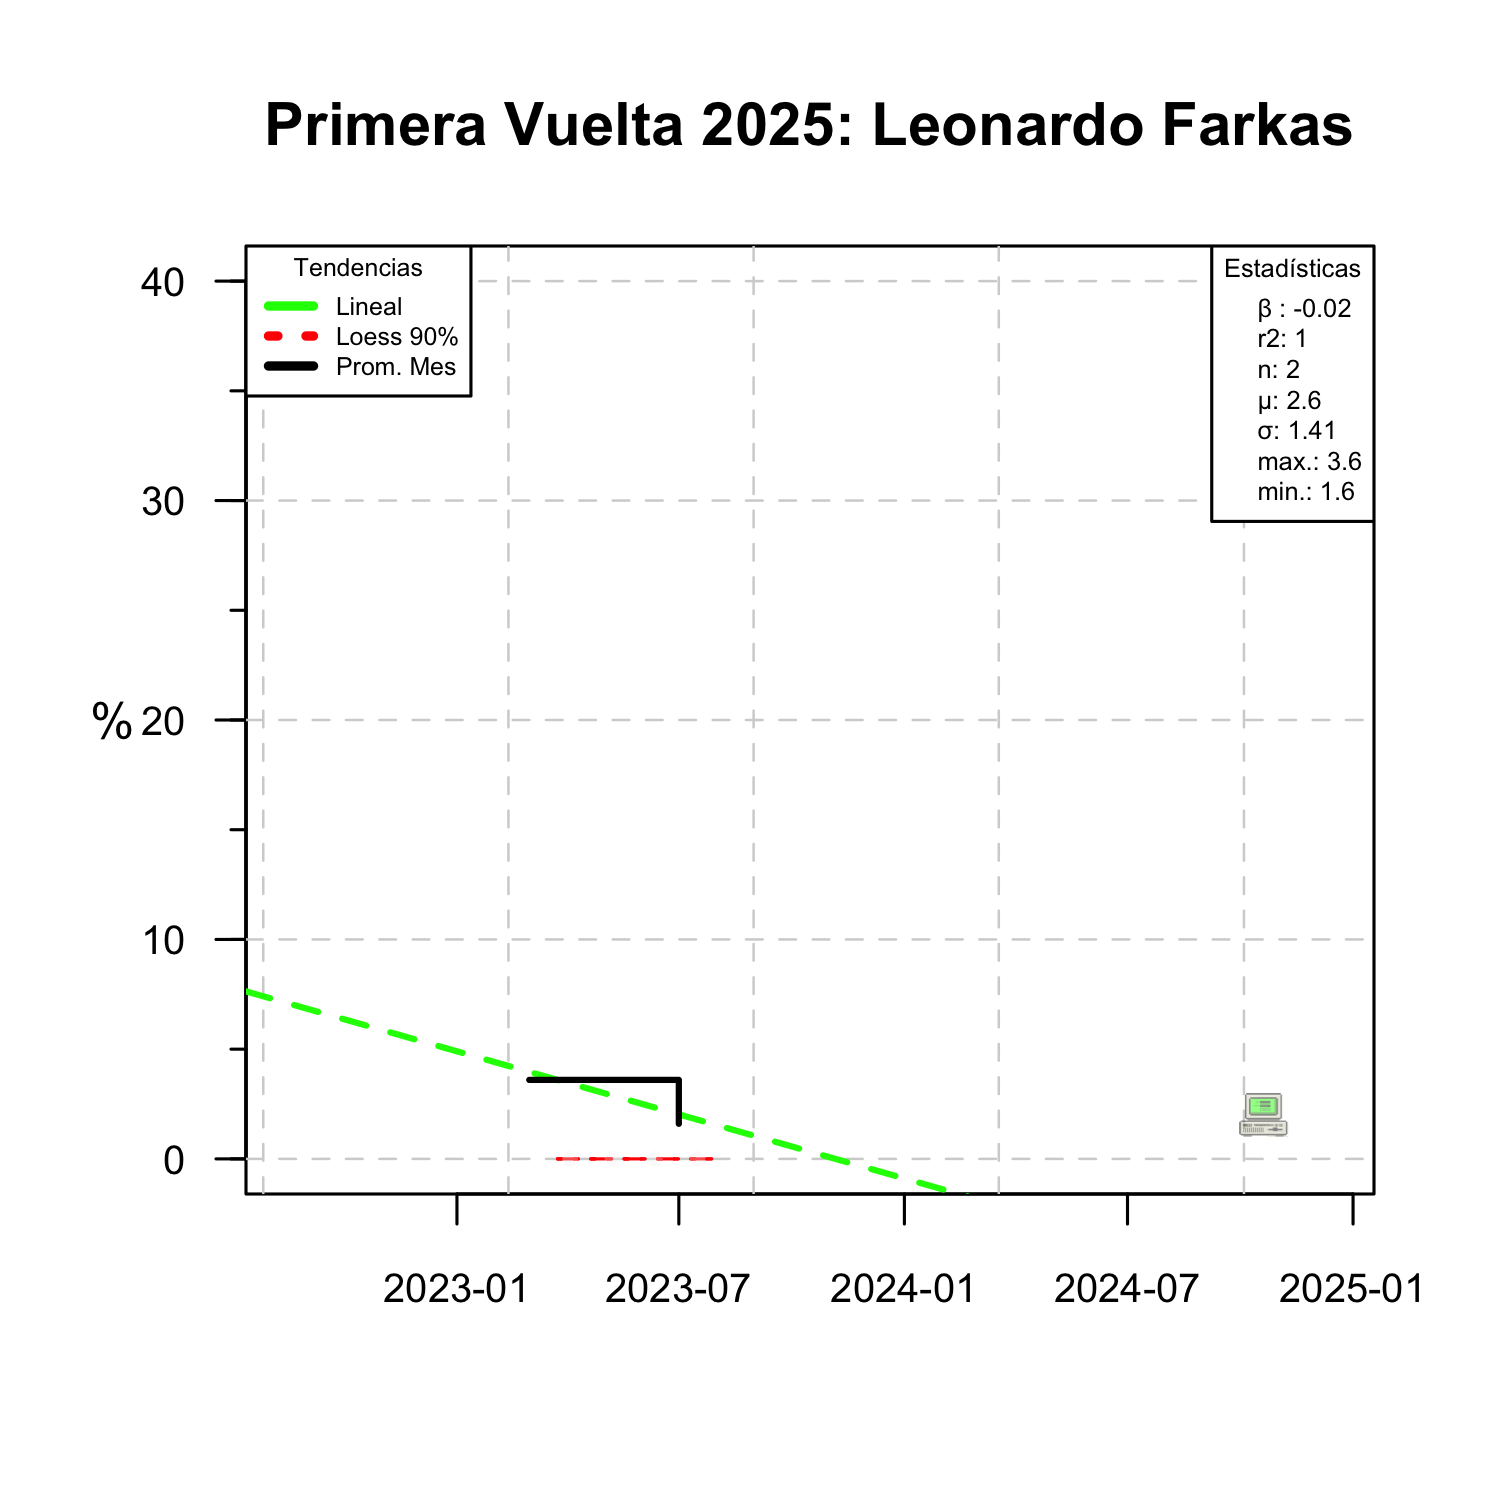 Primera Vuelta 2025: Leonardo Farkas
Tendencias
Lineal
Loess 90%
Prom. Mes
Estadísticas
β : -0.02
r2: 1
n: 2
μ: 2.6
σ: 1.41
max.: 3.6
min.: 1.6
40
30
% 20
10
0
2023-01 2023-07 2024-01 2024-07 2025-01